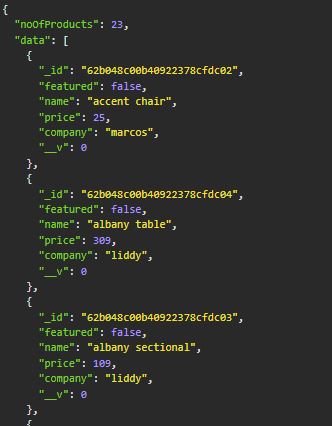 {
"noOfProducts": 23,
"data": [
{
"_id": "62b048c00b40922378cfdc02",
"featured": false,
"name": "accent chair",
"price": 25,
"company": "marcos",
"__v": 0
},
{
"_id": "62b048c00b40922378cfdc04",
"featured": false,
"name": "albany table",
"price": 309,
"company": "liddy",
"__v": 0
},
{
"_id": "62b048c00b40922378cfdc03",
"featured": false,
"name": "albany sectional",
"price": 109,
"company": "liddy",
"__v": 0
},
{